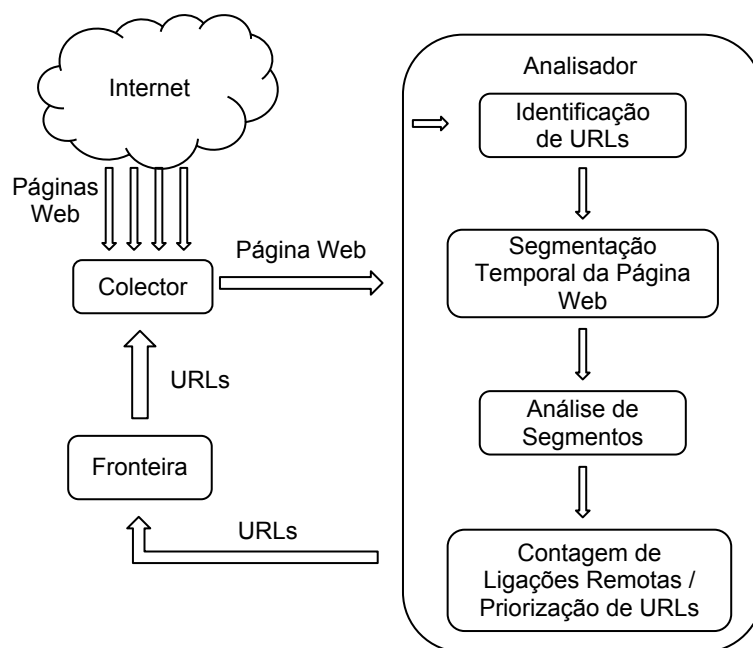 Internet
Páginas
Web
Colector
Página Web
URLs
Fronteira
URLs
Analisador
Identificação
de URLs
Segmentação
Temporal da Página
Web
Análise de
Segmentos
Contagem de
Ligações Remotas /
Priorização de URLs